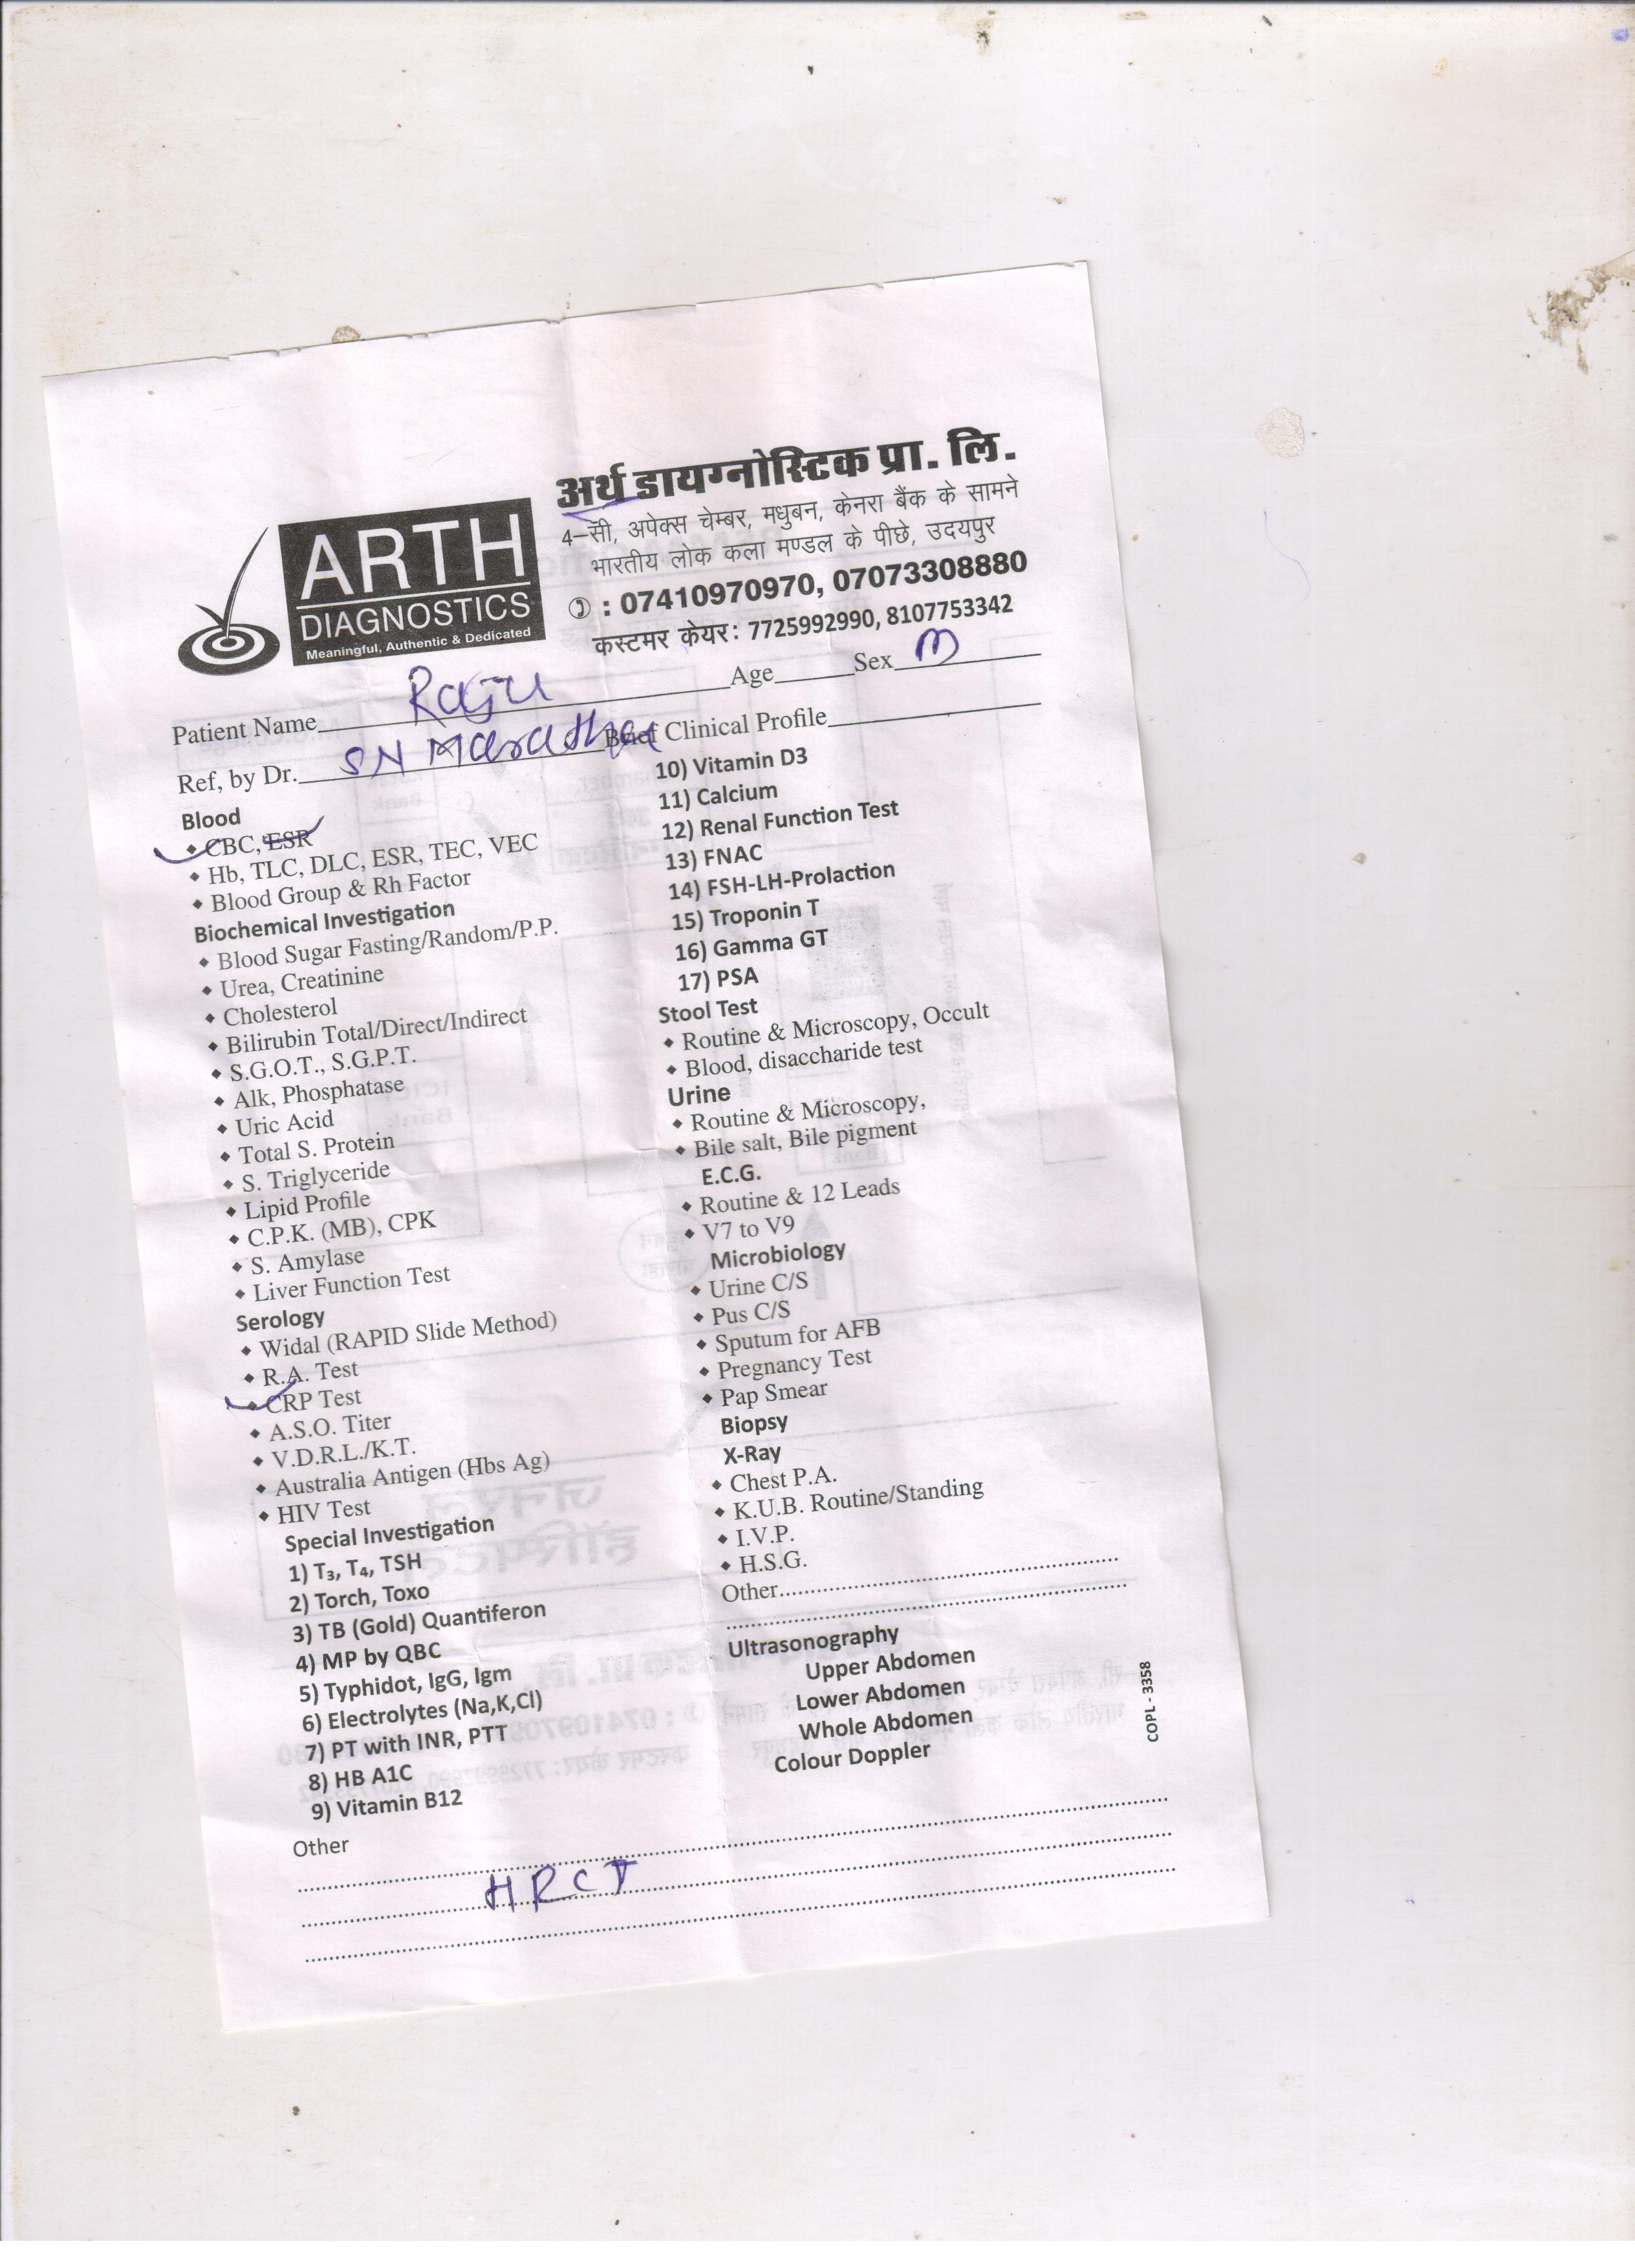 अर्थ डायग्नोस्टिक प्रा. लि.
4-सी, अपेक्स चेम्बर, मधुबन, केनरा बैंक के सामने
भारतीय लोक कला मण्डल के पीछे, उदयपुर
: 07410970970, 07073308880
कस्टमर केयर: 7725992990, 8107753342
ARTH
DIAGNOSTICS
Meaningful, Authentic & Dedicated
Patient Name Raju Age Sex M
Ref, by Dr. SN Brief Clinical Profile
Blood
• CBC, ESR
• Hb, TLC, DLC, ESR, TEC, VEC
• Blood Group & Rh Factor
Biochemical Investigation
• Blood Sugar Fasting/Random/P.P.
• Urea, Creatinine
• Cholesterol
• Bilirubin Total/Direct/Indirect
• S.G.O.T., S.G.P.T.
• Alk, Phosphatase
• Uric Acid
• Total S. Protein
• S. Triglyceride
• Lipid Profile
• C.P.K. (MB), CPK
• S. Amylase
• Liver Function Test
Serology
• Widal (RAPID Slide Method)
• R.A. Test
• CRP Test
• A.S.O. Titer
• V.D.R.L./K.T.
• Australia Antigen (Hbs Ag)
• HIV Test
Special Investigation
1) T₃, T₄, TSH
2) Torch, Toxo
3) TB (Gold) Quantiferon
4) MP by QBC
5) Typhidot, IgG, Igm
6) Electrolytes (Na,K,Cl)
7) PT with INR, PTT
8) HB A1C
9) Vitamin B12
10) Vitamin D3
11) Calcium
12) Renal Function Test
13) FNAC
14) FSH-LH-Prolaction
15) Troponin T
16) Gamma GT
17) PSA
Stool Test
• Routine & Microscopy, Occult
• Blood, disaccharide test
Urine
• Routine & Microscopy,
• Bile salt, Bile pigment
E.C.G.
• Routine & 12 Leads
• V7 to V9
Microbiology
• Urine C/S
• Pus C/S
• Sputum for AFB
• Pregnancy Test
• Pap Smear
Biopsy
X-Ray
• Chest P.A.
• K.U.B. Routine/Standing
• I.V.P.
• H.S.G.
Other
Ultrasonography
Upper Abdomen
Lower Abdomen
Whole Abdomen
Colour Doppler
COPL - 3358
Other
HRCT